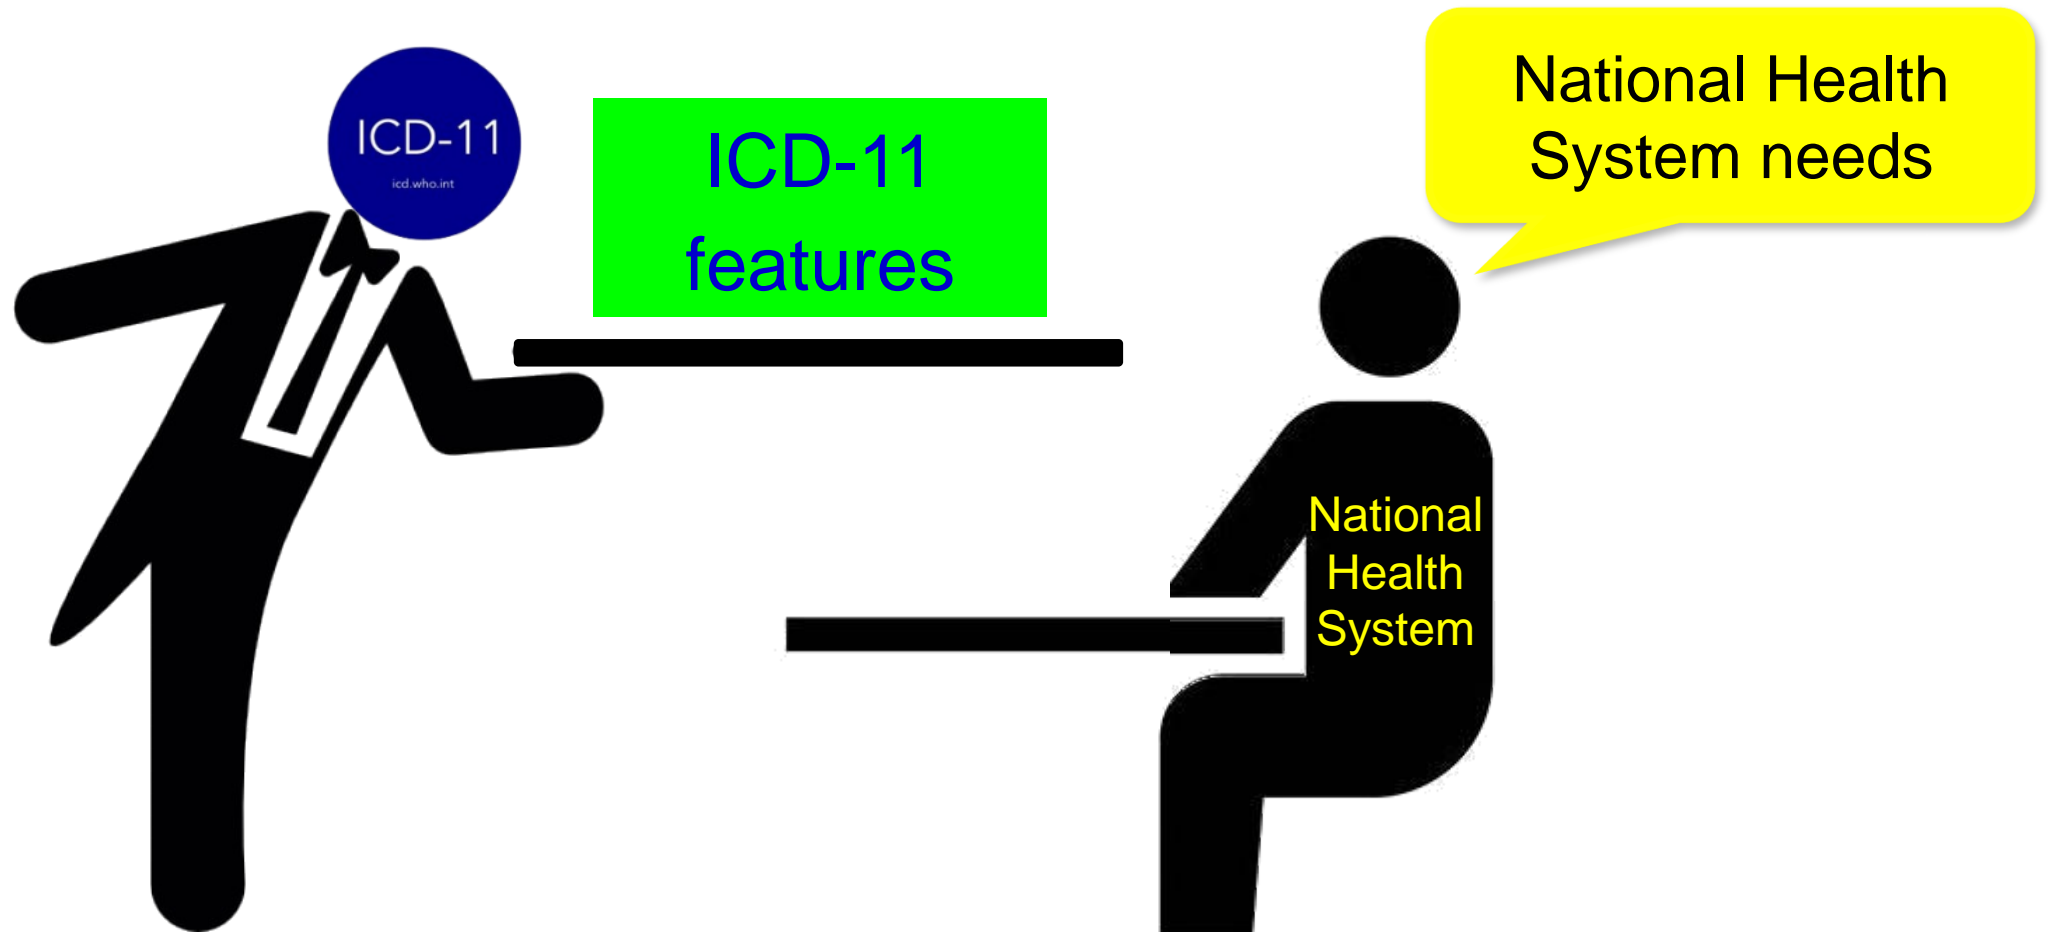 ICD-11
icd.who.int
ICD-11
features
National Health
System needs
National
Health
System